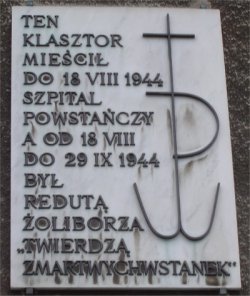 TEN
KLASZTOR
MIEŚCIŁ
DO 18 VIII 1944
SZPITAL
POWSTAŃCZY
A OD 18 VIII
DO 29 IX 1944
BYŁ
REDUTĄ
ŻOLIBORZA
„TWIERDZĄ
ZMARTWYCHWSTANEK“